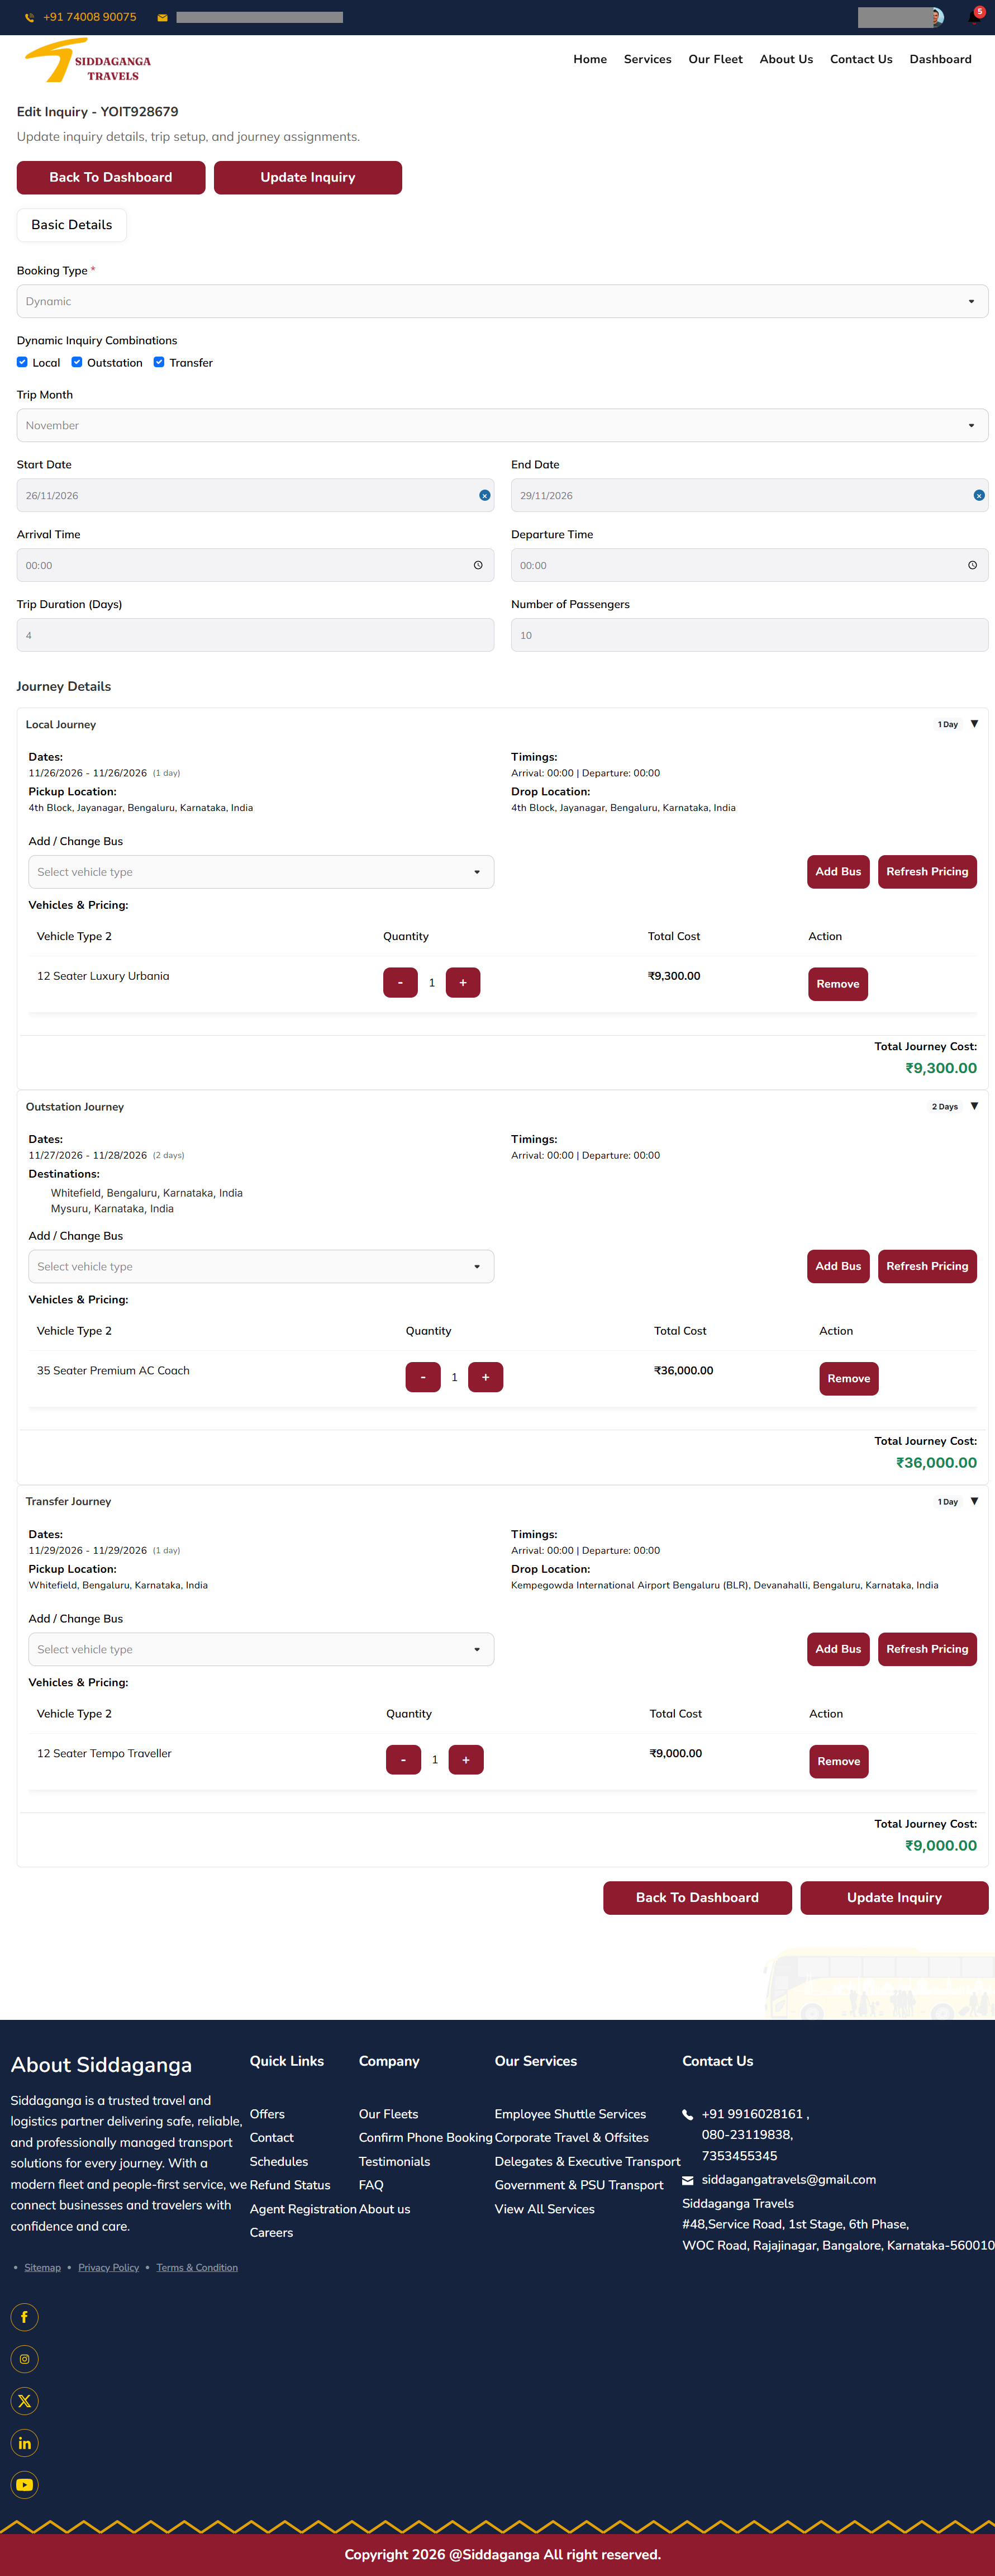 +91 74008 90075
5
SIDDAGANGA
TRAVELS
Home Services Our Fleet About Us Contact Us Dashboard
Edit Inquiry - YOIT928679
Update inquiry details, trip setup, and journey assignments.
Back To Dashboard Update Inquiry
Basic Details
Booking Type *
Dynamic
Dynamic Inquiry Combinations
Local Outstation Transfer
Trip Month
November
Start Date End Date
26/11/2026 29/11/2026
Arrival Time Departure Time
00:00 00:00
Trip Duration (Days) Number of Passengers
4 10
Journey Details
Local Journey 1 Day
Dates: Timings:
11/26/2026 - 11/26/2026 (1 day) Arrival: 00:00 | Departure: 00:00
Pickup Location: Drop Location:
4th Block, Jayanagar, Bengaluru, Karnataka, India 4th Block, Jayanagar, Bengaluru, Karnataka, India
Add / Change Bus
Select vehicle type Add Bus Refresh Pricing
Vehicles & Pricing:
Vehicle Type 2 Quantity Total Cost Action
12 Seater Luxury Urbania - 1 + ₹9,300.00 Remove
Total Journey Cost:
₹9,300.00
Outstation Journey 2 Days
Dates: Timings:
11/27/2026 - 11/28/2026 (2 days) Arrival: 00:00 | Departure: 00:00
Destinations:
Whitefield, Bengaluru, Karnataka, India
Mysuru, Karnataka, India
Add / Change Bus
Select vehicle type Add Bus Refresh Pricing
Vehicles & Pricing:
Vehicle Type 2 Quantity Total Cost Action
35 Seater Premium AC Coach - 1 + ₹36,000.00 Remove
Total Journey Cost:
₹36,000.00
Transfer Journey 1 Day
Dates: Timings:
11/29/2026 - 11/29/2026 (1 day) Arrival: 00:00 | Departure: 00:00
Pickup Location: Drop Location:
Whitefield, Bengaluru, Karnataka, India Kempegowda International Airport Bengaluru (BLR), Devanahalli, Bengaluru, Karnataka, India
Add / Change Bus
Select vehicle type Add Bus Refresh Pricing
Vehicles & Pricing:
Vehicle Type 2 Quantity Total Cost Action
12 Seater Tempo Traveller - 1 + ₹9,000.00 Remove
Total Journey Cost:
₹9,000.00
Back To Dashboard Update Inquiry
About Siddaganga
Siddaganga is a trusted travel and
logistics partner delivering safe, reliable,
and professionally managed transport
solutions for every journey. With a
modern fleet and people-first service, we
connect businesses and travelers with
confidence and care.
• Sitemap • Privacy Policy • Terms & Condition
Quick Links
Offers
Contact
Schedules
Refund Status
Agent Registration
Careers
Company
Our Fleets
Confirm Phone Booking
Testimonials
FAQ
About us
Our Services
Employee Shuttle Services
Corporate Travel & Offsites
Delegates & Executive Transport
Government & PSU Transport
View All Services
Contact Us
+91 9916028161 ,
080-23119838,
7353455345
siddagangatravels@gmail.com
Siddaganga Travels
#48,Service Road, 1st Stage, 6th Phase,
WOC Road, Rajajinagar, Bangalore, Karnataka-560010
Copyright 2026 @Siddaganga All right reserved.